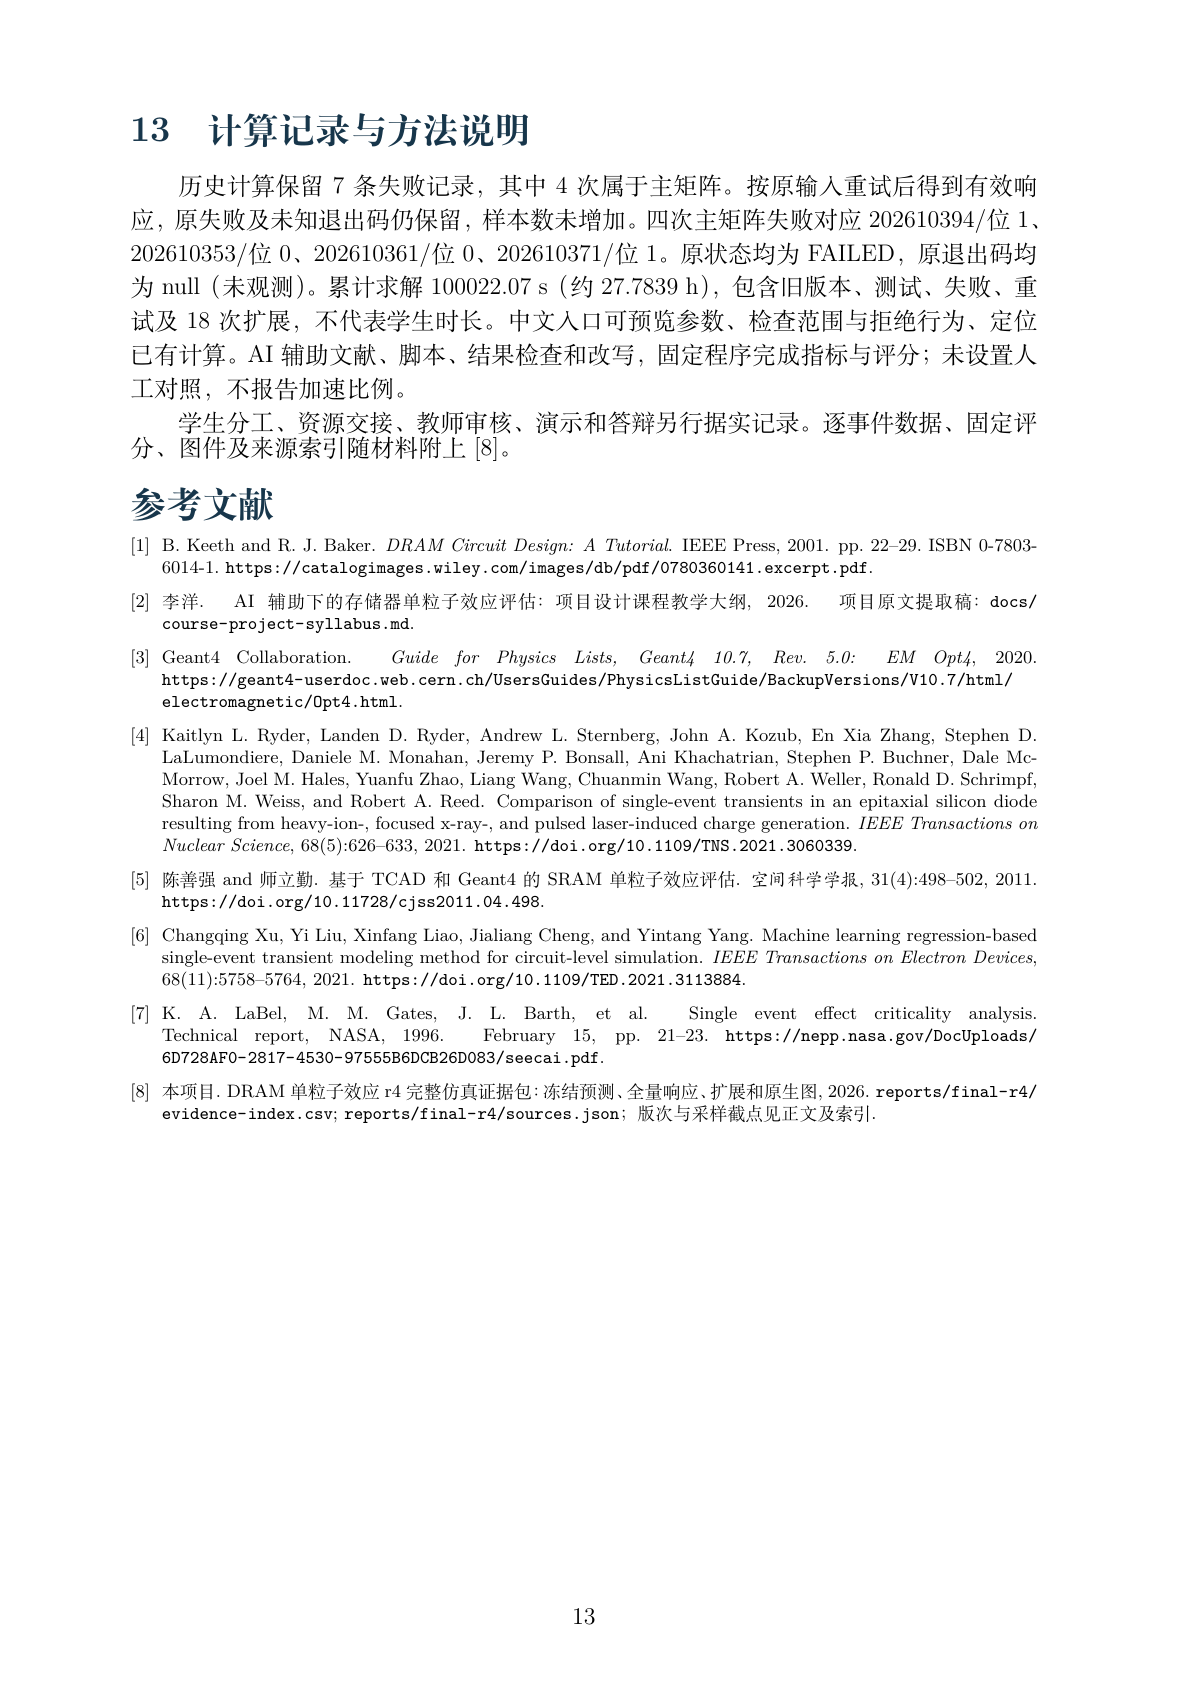 13 计算记录与方法说明
历史计算保留 7 条失败记录，其中 4 次属于主矩阵。按原输入重试后得到有效响
应，原失败及未知退出码仍保留，样本数未增加。四次主矩阵失败对应 202610394/位 1、
202610353/位 0、202610361/位 0、202610371/位 1。原状态均为 FAILED，原退出码均
为 null（未观测）。累计求解 100022.07 s（约 27.7839 h），包含旧版本、测试、失败、重
试及 18 次扩展，不代表学生时长。中文入口可预览参数、检查范围与拒绝行为、定位
已有计算。AI 辅助文献、脚本、结果检查和改写，固定程序完成指标与评分；未设置人
工对照，不报告加速比例。
学生分工、资源交接、教师审核、演示和答辩另行据实记录。逐事件数据、固定评
分、图件及来源索引随材料附上 [8]。
参考文献
[1] B. Keeth and R. J. Baker. DRAM Circuit Design: A Tutorial. IEEE Press, 2001. pp. 22–29. ISBN 0-7803-
6014-1. https://catalogimages.wiley.com/images/db/pdf/0780360141.excerpt.pdf.
[2] 李洋. AI 辅助下的存储器单粒子效应评估：项目设计课程教学大纲, 2026. 项目原文提取稿：docs/
course-project-syllabus.md.
[3] Geant4 Collaboration. Guide for Physics Lists, Geant4 10.7, Rev. 5.0: EM Opt4, 2020.
https://geant4-userdoc.web.cern.ch/UsersGuides/PhysicsListGuide/BackupVersions/V10.7/html/
electromagnetic/Opt4.html.
[4] Kaitlyn L. Ryder, Landen D. Ryder, Andrew L. Sternberg, John A. Kozub, En Xia Zhang, Stephen D.
LaLumondiere, Daniele M. Monahan, Jeremy P. Bonsall, Ani Khachatrian, Stephen P. Buchner, Dale Mc-
Morrow, Joel M. Hales, Yuanfu Zhao, Liang Wang, Chuanmin Wang, Robert A. Weller, Ronald D. Schrimpf,
Sharon M. Weiss, and Robert A. Reed. Comparison of single-event transients in an epitaxial silicon diode
resulting from heavy-ion-, focused x-ray-, and pulsed laser-induced charge generation. IEEE Transactions on
Nuclear Science, 68(5):626–633, 2021. https://doi.org/10.1109/TNS.2021.3060339.
[5] 陈善强 and 师立勤. 基于 TCAD 和 Geant4 的 SRAM 单粒子效应评估. 空间科学学报, 31(4):498–502, 2011.
https://doi.org/10.11728/cjss2011.04.498.
[6] Changqing Xu, Yi Liu, Xinfang Liao, Jialiang Cheng, and Yintang Yang. Machine learning regression-based
single-event transient modeling method for circuit-level simulation. IEEE Transactions on Electron Devices,
68(11):5758–5764, 2021. https://doi.org/10.1109/TED.2021.3113884.
[7] K. A. LaBel, M. M. Gates, J. L. Barth, et al. Single event effect criticality analysis.
Technical report, NASA, 1996. February 15, pp. 21–23. https://nepp.nasa.gov/DocUploads/
6D728AF0-2817-4530-97555B6DCB26D083/seecai.pdf.
[8] 本项目. DRAM 单粒子效应 r4 完整仿真证据包：冻结预测、全量响应、扩展和原生图, 2026. reports/final-r4/
evidence-index.csv; reports/final-r4/sources.json；版次与采样截点见正文及索引.
13